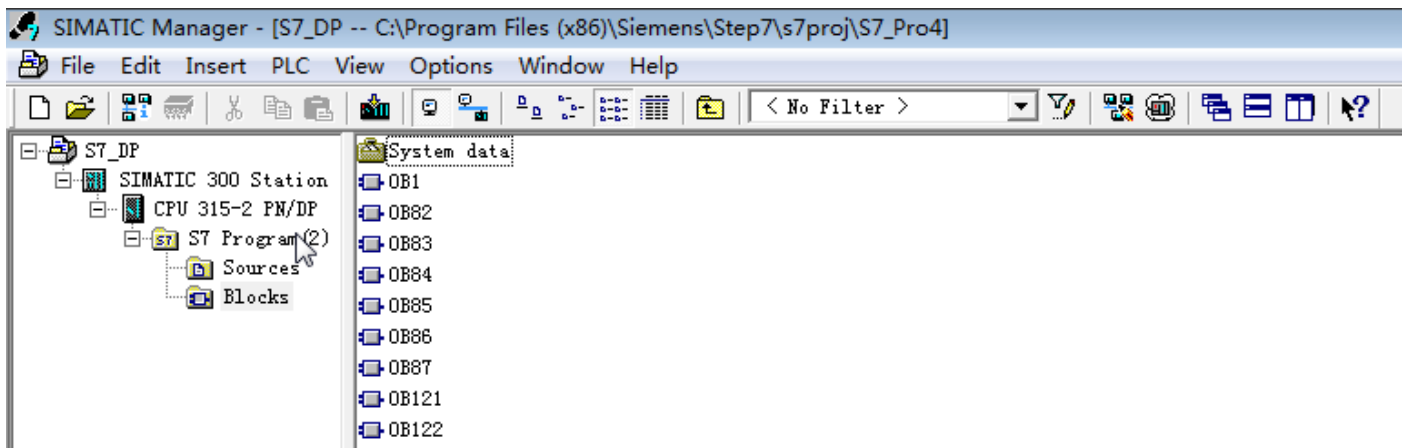 SIMATIC Manager - [S7_DP -- C:\Program Files (x86)\Siemens\Step7\s7proj\S7_Pro4]
File Edit Insert PLC View Options Window Help
< No Filter >
S7_DP
SIMATIC 300 Station
CPU 315-2 PN/DP
S7 Program(2)
Sources
Blocks
System data
OB1
OB82
OB83
OB84
OB85
OB86
OB87
OB121
OB122